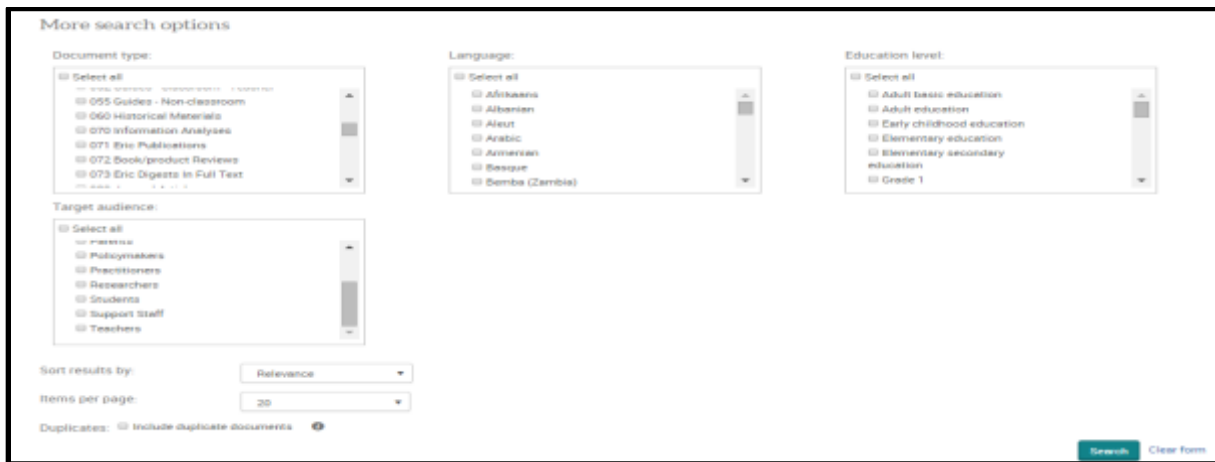 More search options
Document type:
Select all
055 Guides - Non-classroom
060 Historical Materials
070 Information Analyses
071 Eric Publications
072 Book/product Reviews
073 Eric Digests In Full Text
Language:
Select all
Afrikaans
Albanian
Aleut
Arabic
Armenian
Basque
Bemba (Zambia)
Education level:
Select all
Adult basic education
Adult education
Early childhood education
Elementary education
Elementary secondary
education
Grade 1
Target audience:
Select all
Parents
Policymakers
Practitioners
Researchers
Students
Support Staff
Teachers
Sort results by: Relevance
Items per page: 20
Duplicates: Include duplicate documents
Search Clear form